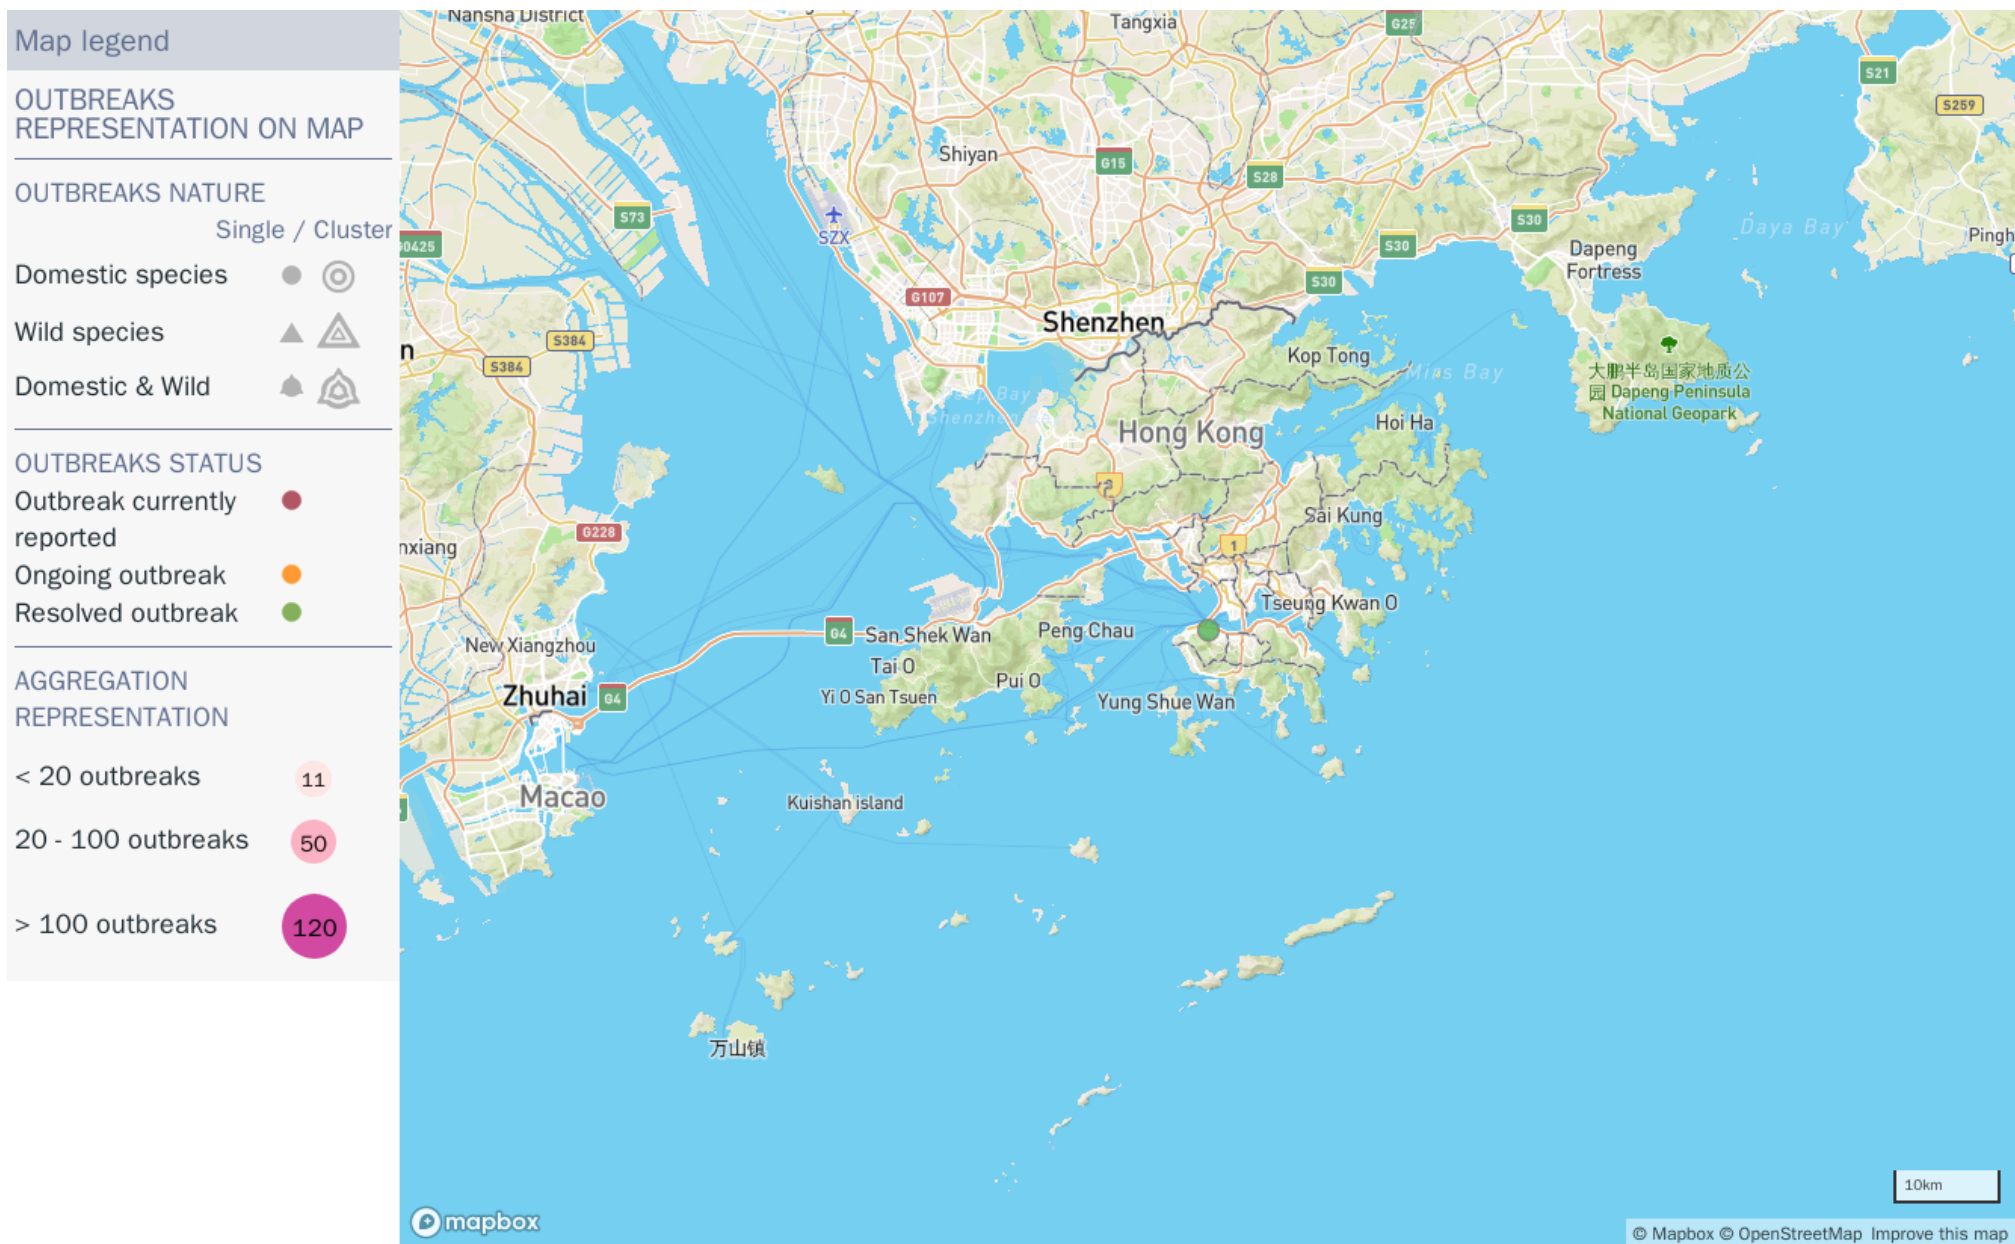 Map legend
OUTBREAKS
REPRESENTATION ON MAP
OUTBREAKS NATURE
Single / Cluster
Domestic species
Wild species
Domestic & Wild
OUTBREAKS STATUS
Outbreak currently
reported
Ongoing outbreak
Resolved outbreak
AGGREGATION
REPRESENTATION
< 20 outbreaks 11
20 - 100 outbreaks 50
> 100 outbreaks 120
Nansha District
Tangxia
G25
S21
S259
Shiyan
G15
S28
S73
S30
Daya Bay
SZX
G0425
S30
Dapeng
Fortress
Pingh
S30
G107
Shenzhen
S384
n
S384
Kop Tong
Mirs Bay
大鹏半岛国家地质公
园 Dapeng Peninsula
National Geopark
Deep Bay
Shenzhen
Hong Kong
Hoi Ha
2
Sai Kung
G228
nxiang
1
Tseung Kwan O
G4
San Shek Wan
Peng Chau
New Xiangzhou
Tai O
Pui O
Zhuhai
G4
Yi O San Tsuen
Yung Shue Wan
Macao
Kuishan island
万山镇
10km
mapbox
© Mapbox © OpenStreetMap Improve this map